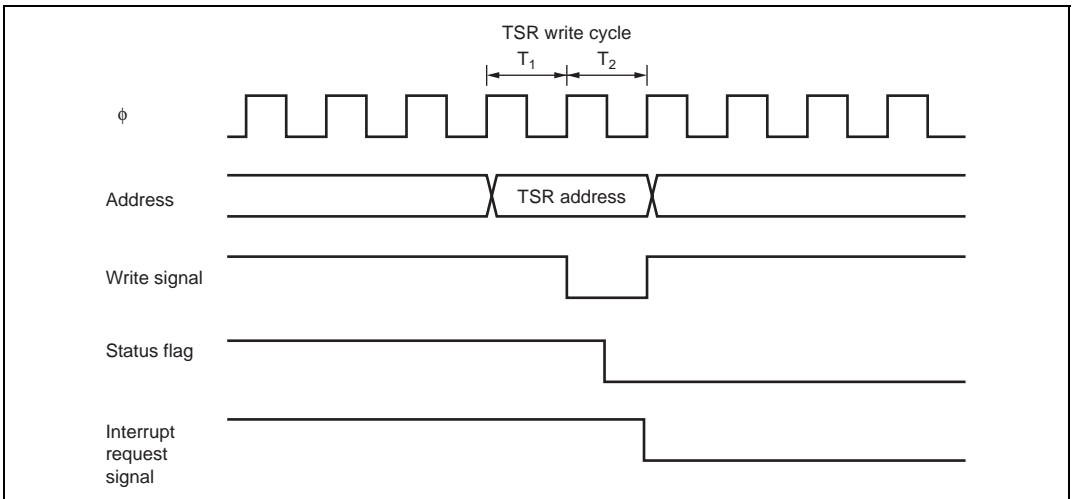 TSR write cycle
T₁ T₂
ϕ
Address
TSR address
Write signal
Status flag
Interrupt
request
signal